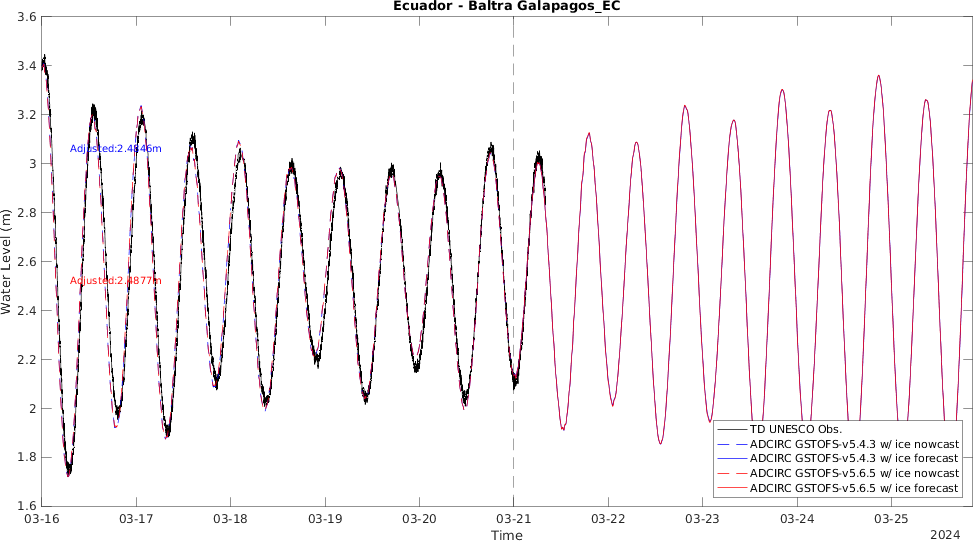 Ecuador - Baltra Galapagos_EC
3.6
3.4
3.2
3
2.8
2.6
2.4
2.2
2
1.8
1.6
Water Level (m)
Adjusted:2.4846m
Adjusted:2.4877m
TD UNESCO Obs.
ADCIRC GSTOFS-v5.4.3 w/ ice nowcast
ADCIRC GSTOFS-v5.4.3 w/ ice forecast
ADCIRC GSTOFS-v5.6.5 w/ ice nowcast
ADCIRC GSTOFS-v5.6.5 w/ ice forecast
03-16 03-17 03-18 03-19 03-20 03-21 03-22 03-23 03-24 03-25
Time
2024